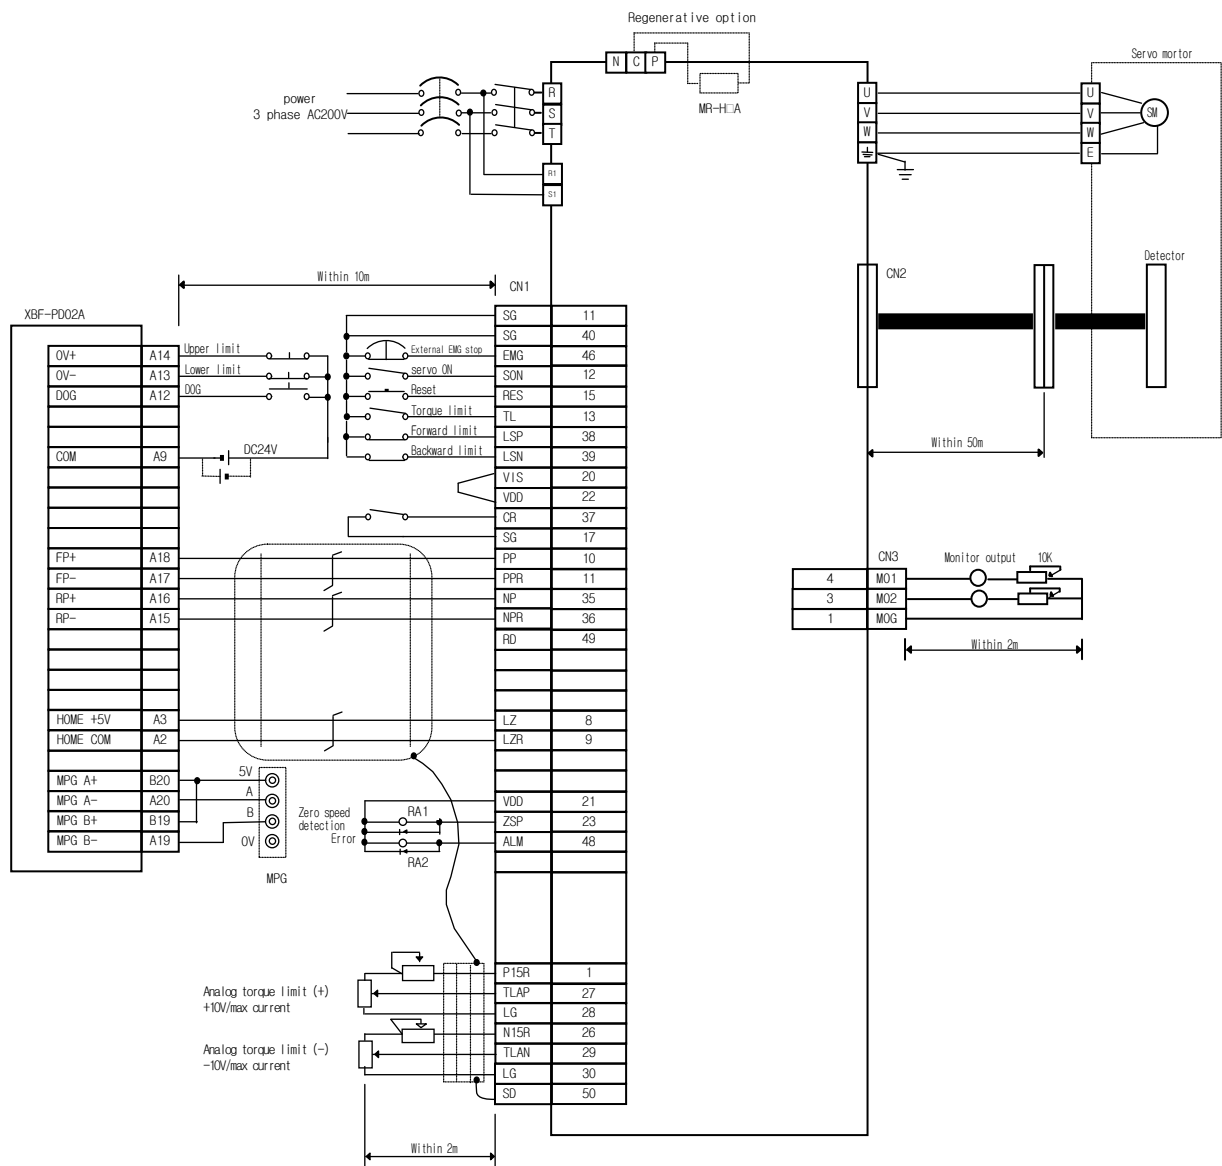 Regenerative option
N C P
MR-H□A
power
3 phase AC200V
R
S
T
R1
S1
Servo mortor
U U
V V SM
W W
E
Within 10m
CN1
CN2
Detector
Within 50m
XBF-PD02A
OV+ A14 Upper limit
OV- A13 Lower limit
DOG A12 DOG
COM A9 DC24V
FP+ A18
FP- A17
RP+ A16
RP- A15
HOME +5V A3
HOME COM A2
MPG A+ B20 5V
MPG A- A20 A
MPG B+ B19 B
MPG B- A19 0V
MPG
SG 11
SG 40
External EMG stop EMG 46
servo ON SON 12
Reset RES 15
Torque limit TL 13
Forward limit LSP 38
Backward limit LSN 39
VIS 20
VDD 22
CR 37
SG 17
PP 10
PPR 11
NP 35
NPR 36
RD 49
LZ 8
LZR 9
VDD 21
Zero speed
detection
RA1 ZSP 23
Error
ALM 48
RA2
P15R 1
Analog torque limit (+)
+10V/max current
TLAP 27
LG 28
N15R 26
Analog torque limit (-)
-10V/max current
TLAN 29
LG 30
SD 50
Within 2m
CN3 Monitor output 10K
4 MO1
3 MO2
1 MOG
Within 2m